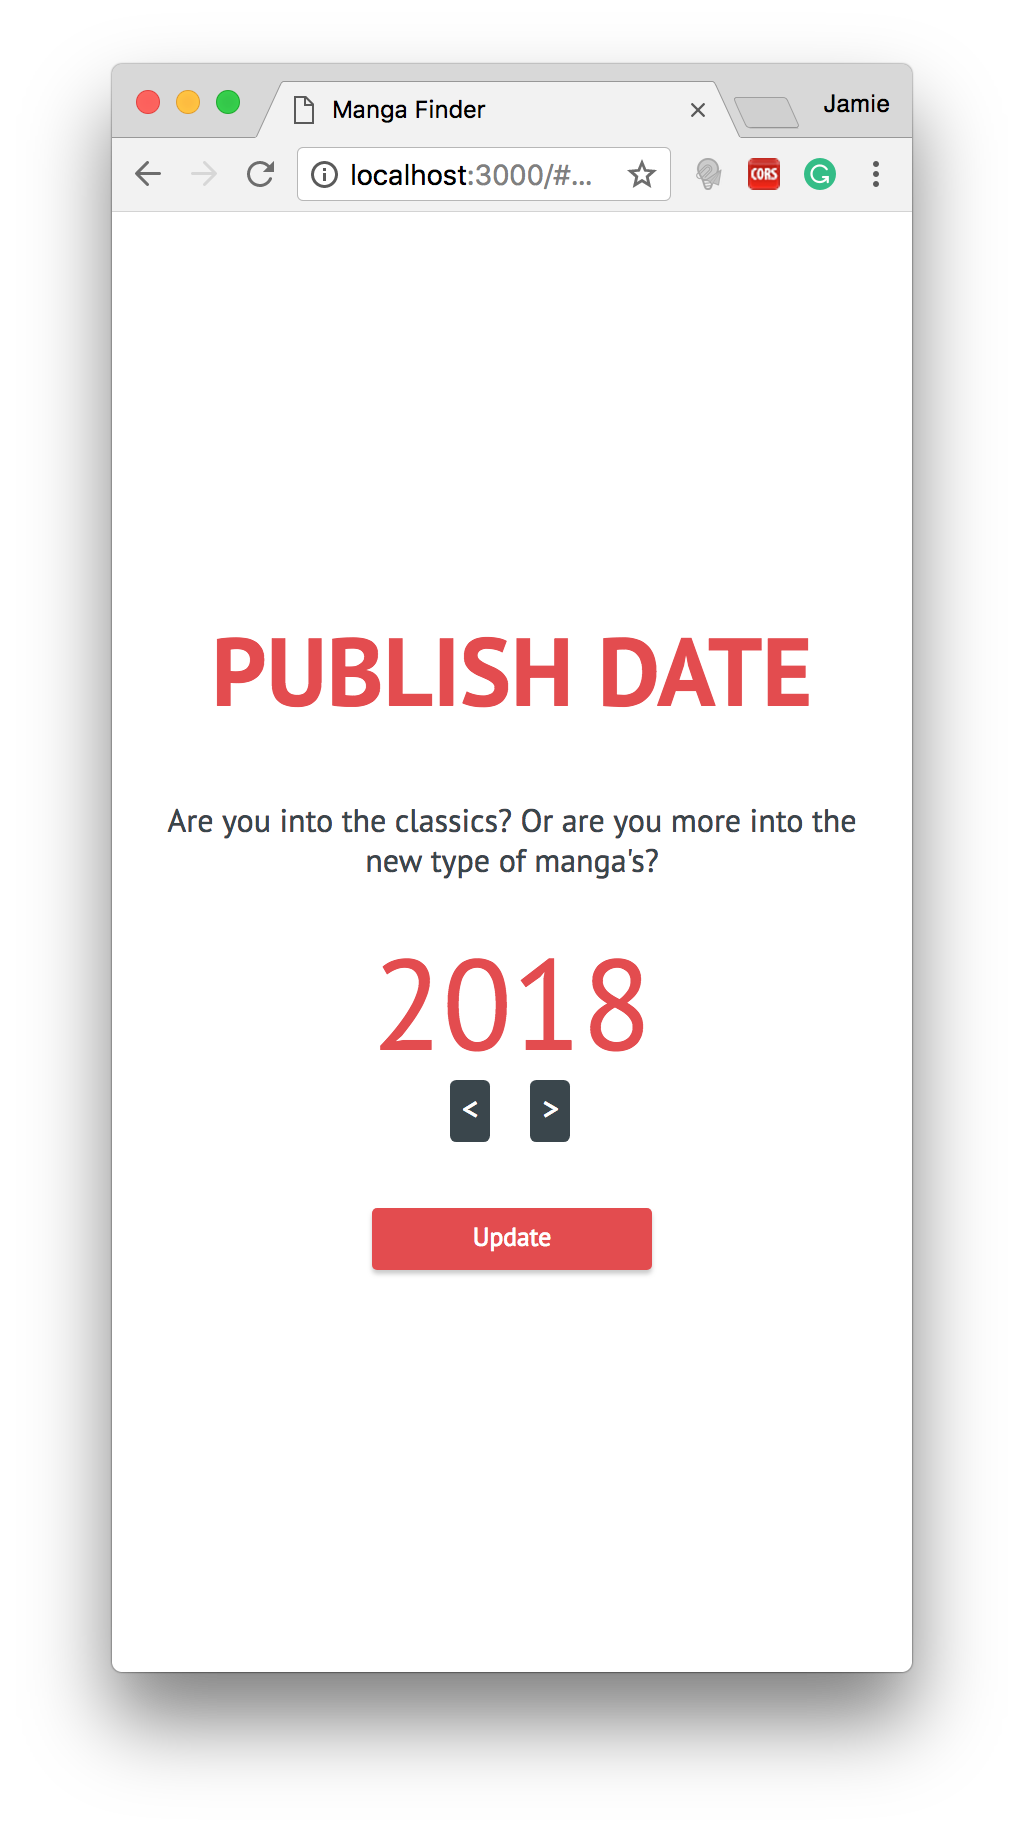 Manga Finder
Jamie
localhost:3000/#...
CORS
PUBLISH DATE
Are you into the classics? Or are you more into the
new type of manga's?
2018
< >
Update